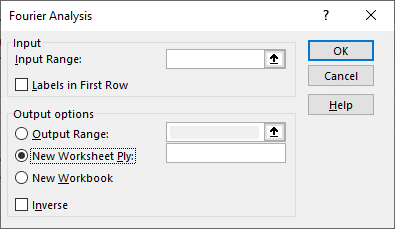 Fourier Analysis
?
Input
Input Range:
Labels in First Row
Output options
Output Range:
New Worksheet Ply:
New Workbook
Inverse
OK
Cancel
Help